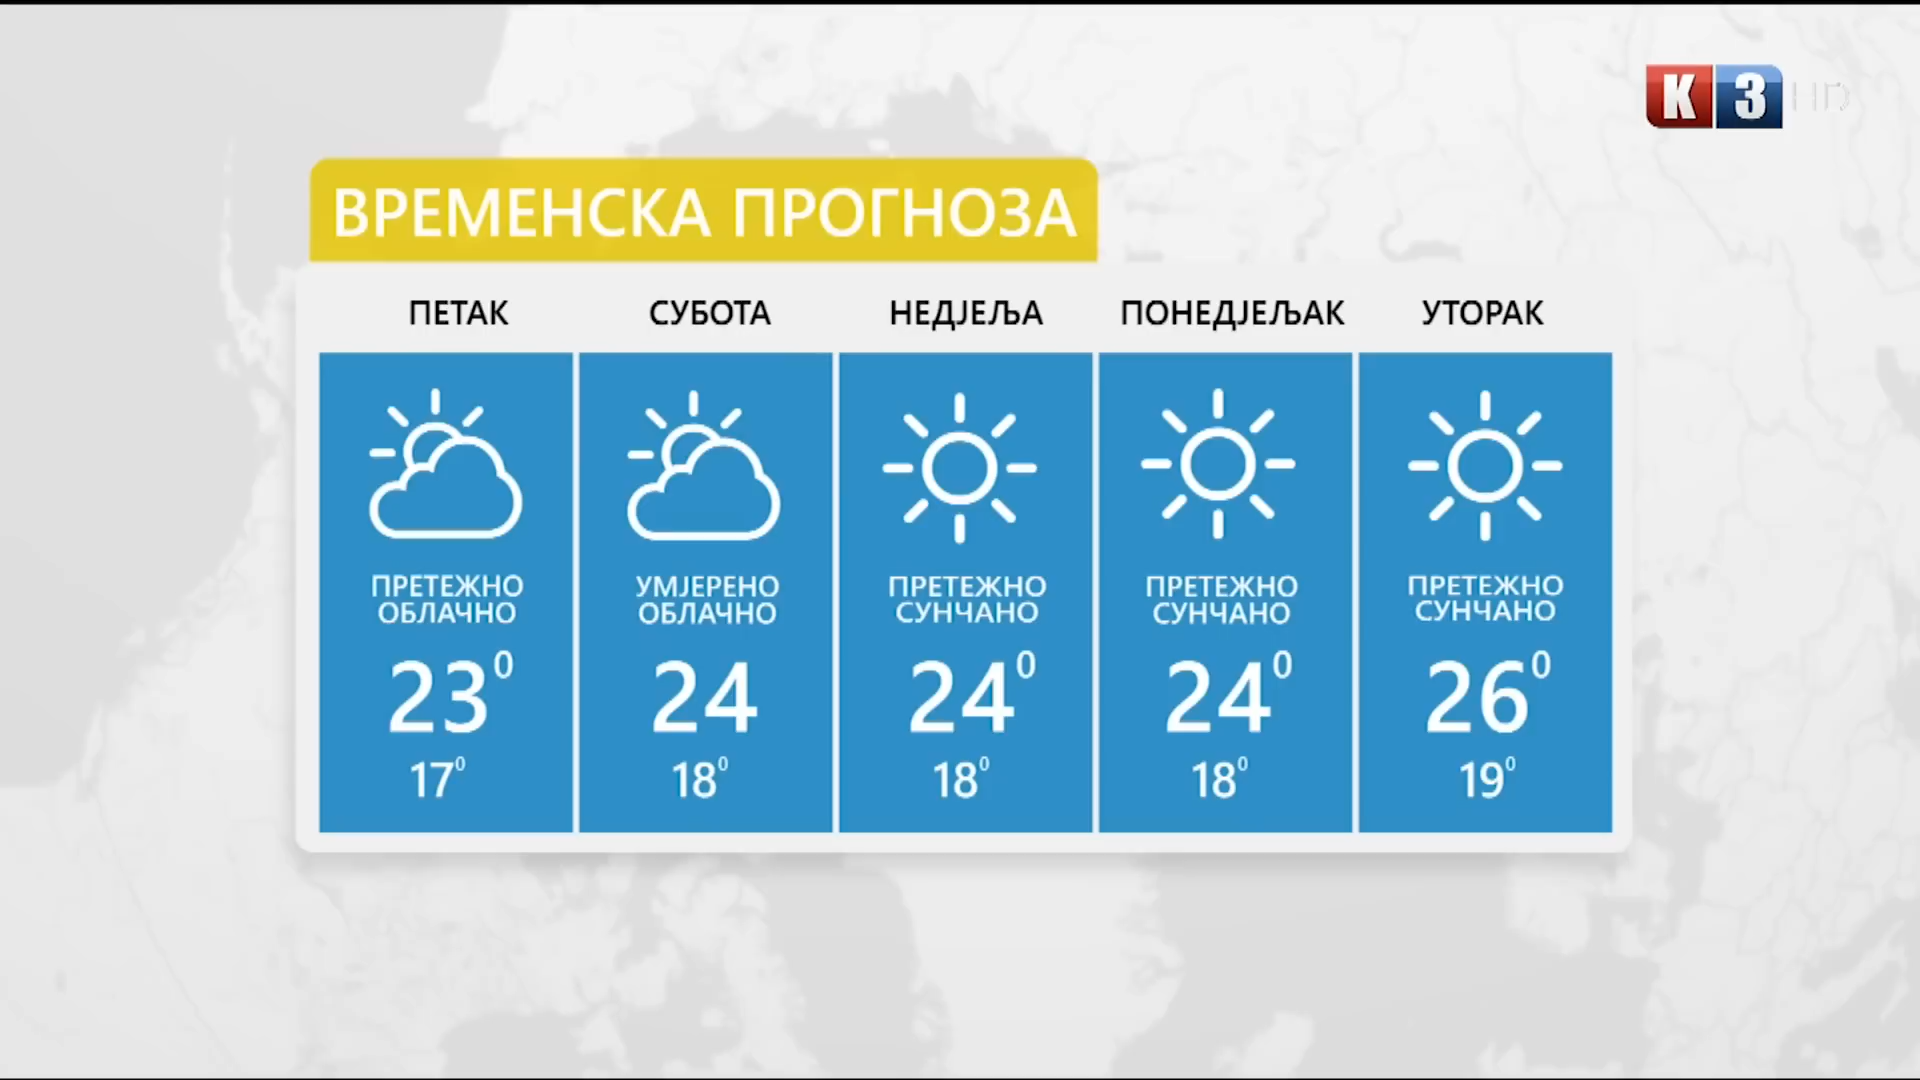 К3 HD
ВРЕМЕНСКА ПРОГНОЗА
ПЕТАК СУБОТА НЕДЈЕЉА ПОНЕДЈЕЉАК УТОРАК
ПРЕТЕЖНО
ОБЛАЧНО
23⁰
17⁰
УМЈЕРЕНО
ОБЛАЧНО
24
18⁰
ПРЕТЕЖНО
СУНЧАНО
24⁰
18⁰
ПРЕТЕЖНО
СУНЧАНО
24⁰
18⁰
ПРЕТЕЖНО
СУНЧАНО
26⁰
19⁰